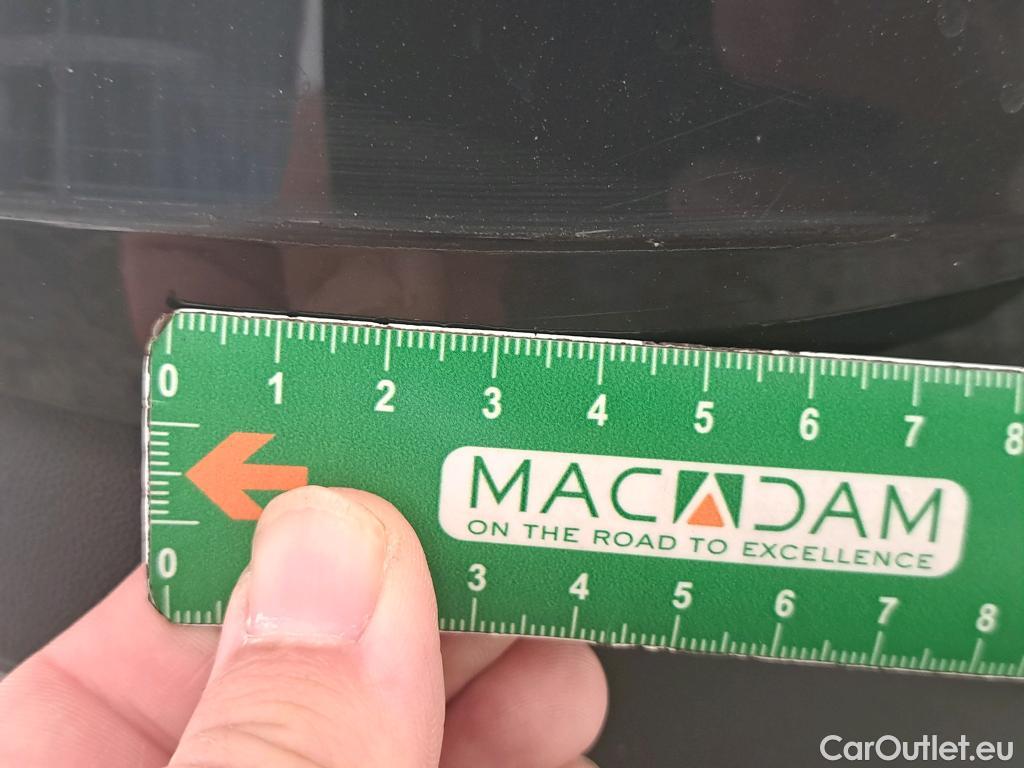 0 1 2 3 4 5 6 7 8
MACADAM
ON THE ROAD TO EXCELLENCE
0 3 4 5 6 7 8
CarOutlet.eu